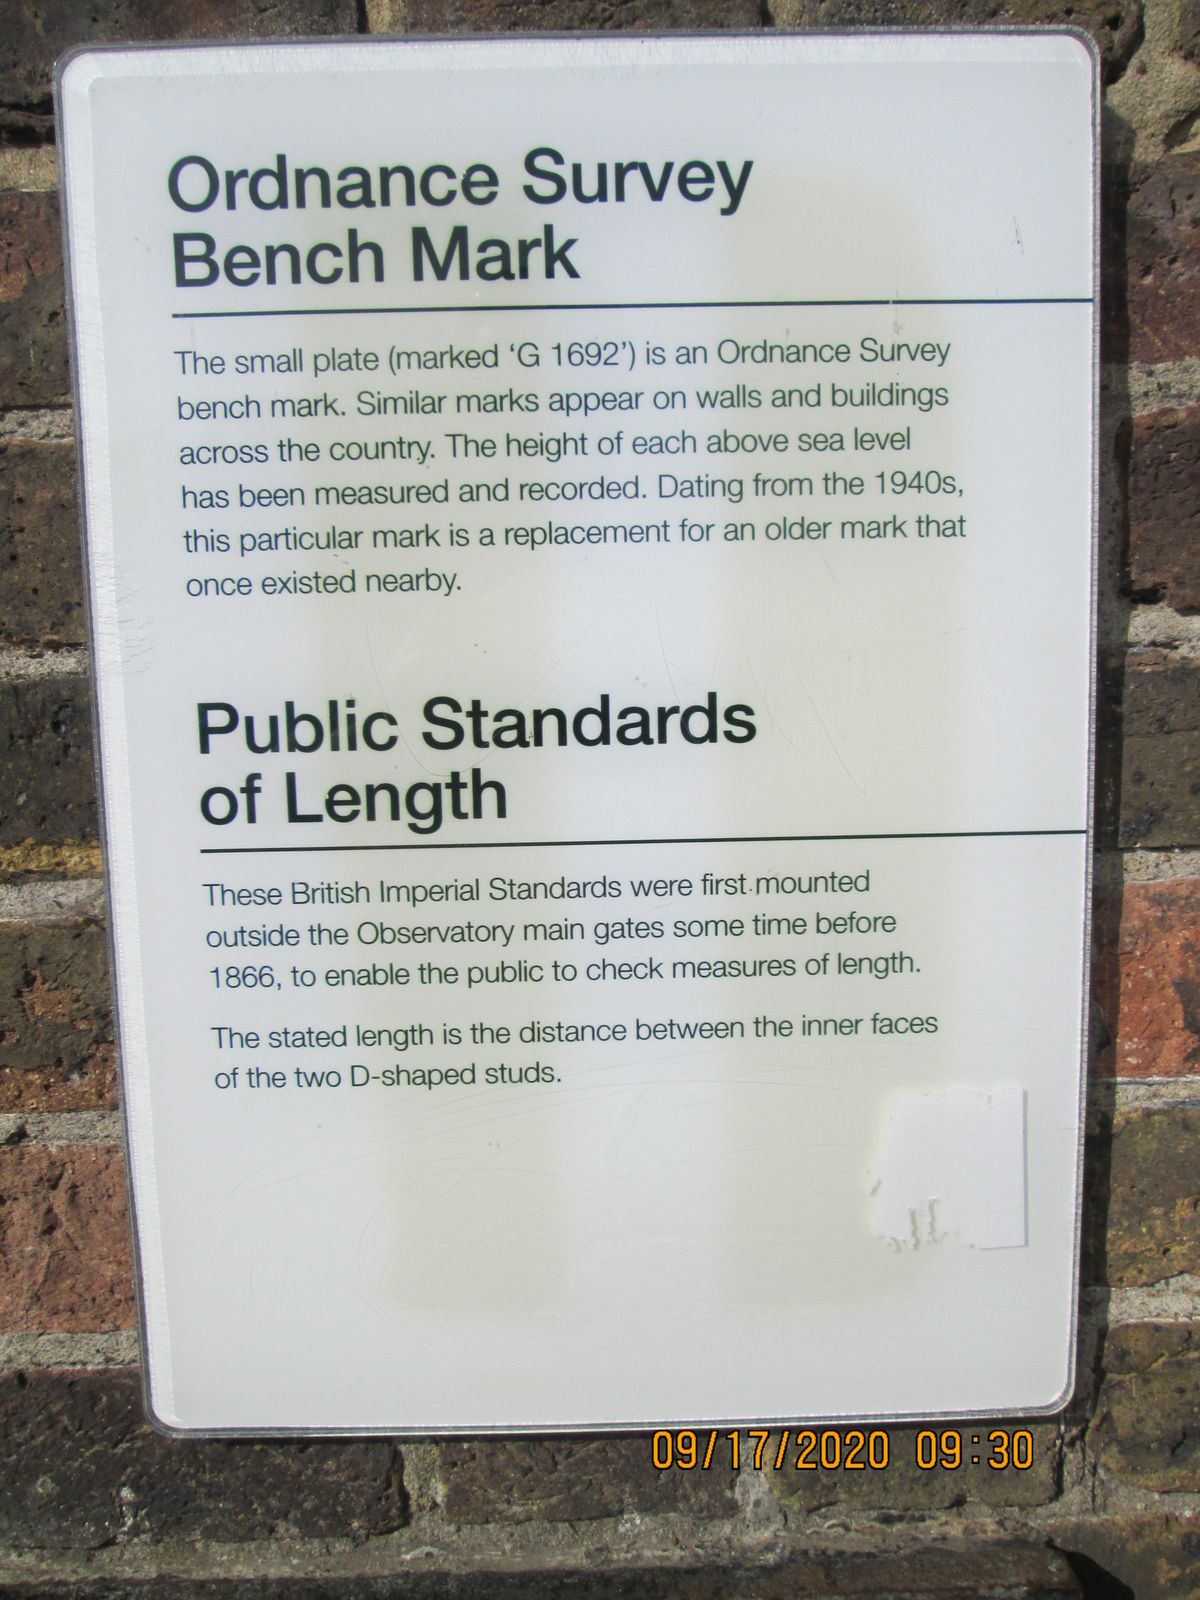 Ordnance Survey
Bench Mark
The small plate (marked ‘G 1692’) is an Ordnance Survey
bench mark. Similar marks appear on walls and buildings
across the country. The height of each above sea level
has been measured and recorded. Dating from the 1940s,
this particular mark is a replacement for an older mark that
once existed nearby.
Public Standards
of Length
These British Imperial Standards were first mounted
outside the Observatory main gates some time before
1866, to enable the public to check measures of length.
The stated length is the distance between the inner faces
of the two D-shaped studs.
09/17/2020 09:30